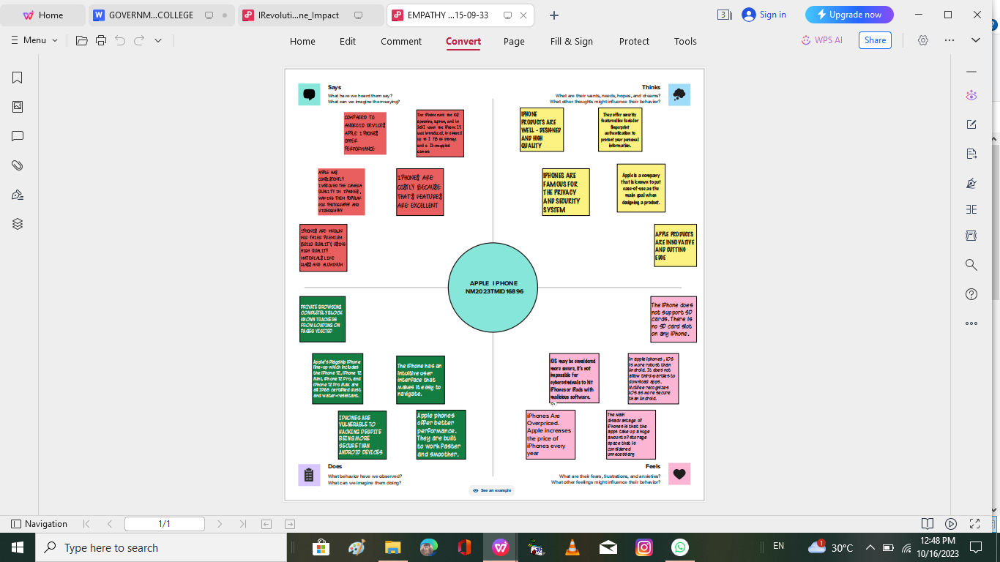 Home
GOVERNM...COLLEGE
IRevoluti...ne_Impact
EMPATHY ...15-09-33
3
Sign in
Upgrade now
Menu
Home
Edit
Comment
Convert
Page
Fill & Sign
Protect
Tools
WPS AI
Share
Says
What have we heard them say?
What can we imagine them saying?
Thinks
What are their wants, needs, hopes, and dreams?
What other thoughts might influence their behavior?
COMPARED TO
ANDROID DEVICES
APPLE IPHONES
OFFER
PERFORMANCE
The iPhone runs the iOS
operating system, and in
2021 when the iPhone 13
was introduced, it offered
up to 1 TB of storage
and a 12-megapixel
camera
IPHONE
PRODUCTS ARE
WELL - DESIGNED
AND HIGH
QUALITY
They offer security
features like faceid or
fingerprint
authentication to
protect your personal
information.
APPLE HAS
CONSISTENTLY
IMPROVED THE CAMERA
QUALITY IN IPHONES,
MAKING THEM POPULAR
FOR PHOTOGRAPHY AND
VIDEOGRAPHY
IPHONES ARE
COSTLY BECAUSE
THAT'S FEATURES
ARE EXCELLENT
IPHONES ARE
FAMOUS FOR
THE PRIVACY
AND SECURITY
SYSTEM
Apple is a company
that is known to put
ease-of-use as the
main goal when
designing a product.
IPHONES ARE KNOWN
FOR THIER PREMIUM
BUILD QUALITY USING
HIGH QUALITY
MATERIALS LIKE
GLASS AND ALUMINUM
APPLE PRODUCTS
ARE INNOVATIVE
AND CUTTING
EDGE
APPLE IPHONE
NM2023TMID16896
PRIVATE BROWSING
COMPLETELY BLOCK
KNOWN TRACKERS
FROM LOADING ON
PAGES VISITED
The iPhone does
not support SD
cards. There is
no SD card slot
on any iPhone.
Apple's flagship iPhone
line-up which includes
the iPhone 12, iPhone 12
Mini, iPhone 12 Pro, and
iPhone 12 Pro Max are
all IP68 certified dust
and water-resistant.
The iPhone has an
intuitive user
interface that
makes it easy to
navigate.
iOS may be considered
more secure, it's not
impossible for
cybercriminals to hit
iPhones or iPads with
malicious software.
In apple iphones, iOS
is more robust than
Android. It does not
allow third-parties to
download apps.
McAfee recognizes
iOS as more secure
than Android.
IPHONES ARE
VULNERABLE TO
HACKING DESPITE
BEING MORE
SECURE THAN
ANDROID DEVICES
Apple phones
offer better
performance.
They are built
to work faster
and smoother.
iPhones Are
Overpriced.
Apple increases
the price of
iPhones every
year
The main
disadvantage of
iPhones is that the
apps take up a huge
amount of storage
space that is
considered
unnecessary
Does
What behavior have we observed?
What can we imagine them doing?
Feels
What are their fears, frustrations, and anxieties?
What other feelings might influence their behavior?
See an example
Navigation
1/1
Type here to search
EN
1
30°C
12:48 PM
10/16/2023